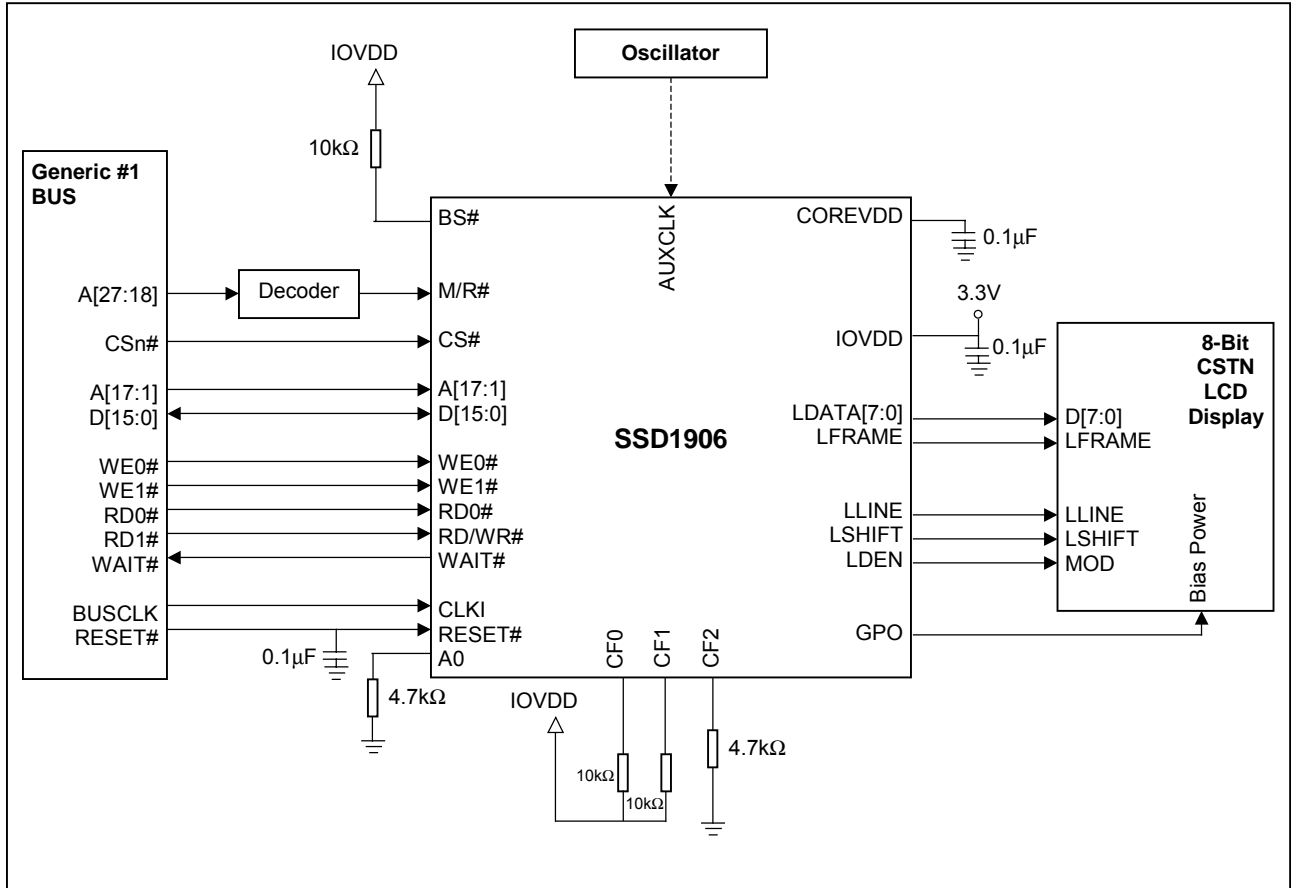 Oscillator
IOVDD
10kΩ
Generic #1
BUS
A[27:18]
CSn#
A[17:1]
D[15:0]
WE0#
WE1#
RD0#
RD1#
WAIT#
BUSCLK
RESET#
Decoder
BS#
M/R#
CS#
A[17:1]
D[15:0]
WE0#
WE1#
RD0#
RD/WR#
WAIT#
CLKI
RESET#
A0
0.1μF
4.7kΩ
AUXCLK
SSD1906
COREVDD
IOVDD
LDATA[7:0]
LFRAME
LLINE
LSHIFT
LDEN
GPO
CF0
CF1
CF2
IOVDD
10kΩ
10kΩ
4.7kΩ
0.1μF
3.3V
0.1μF
8-Bit
CSTN
LCD
Display
D[7:0]
LFRAME
LLINE
LSHIFT
MOD
Bias Power